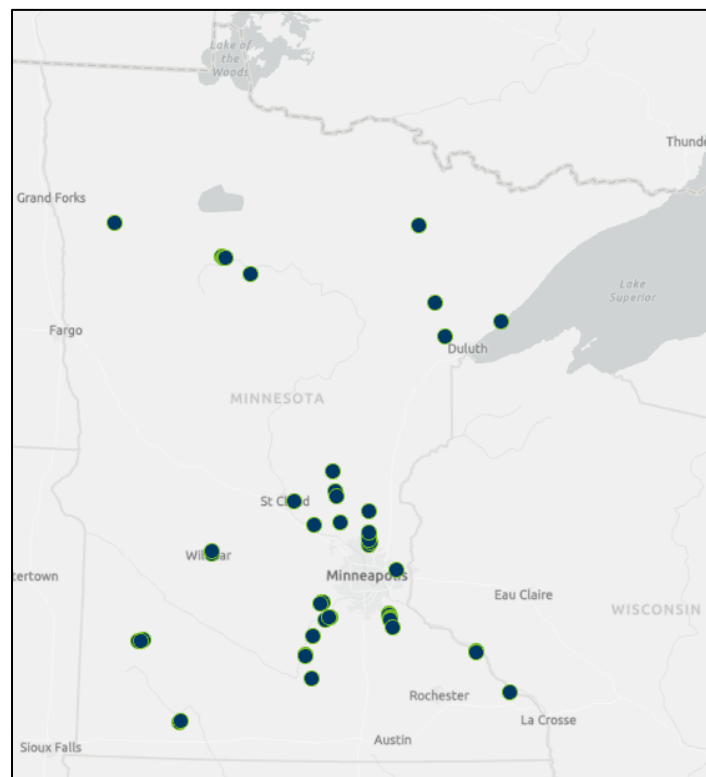 Lake of
the
Woods
Thund
Grand Forks
Lake
Superior
Fargo
Duluth
MINNESOTA
St Cloud
Willmar
tertown
Minneapolis
Eau Claire
WISCONSIN
Rochester
La Crosse
Austin
Sioux Falls